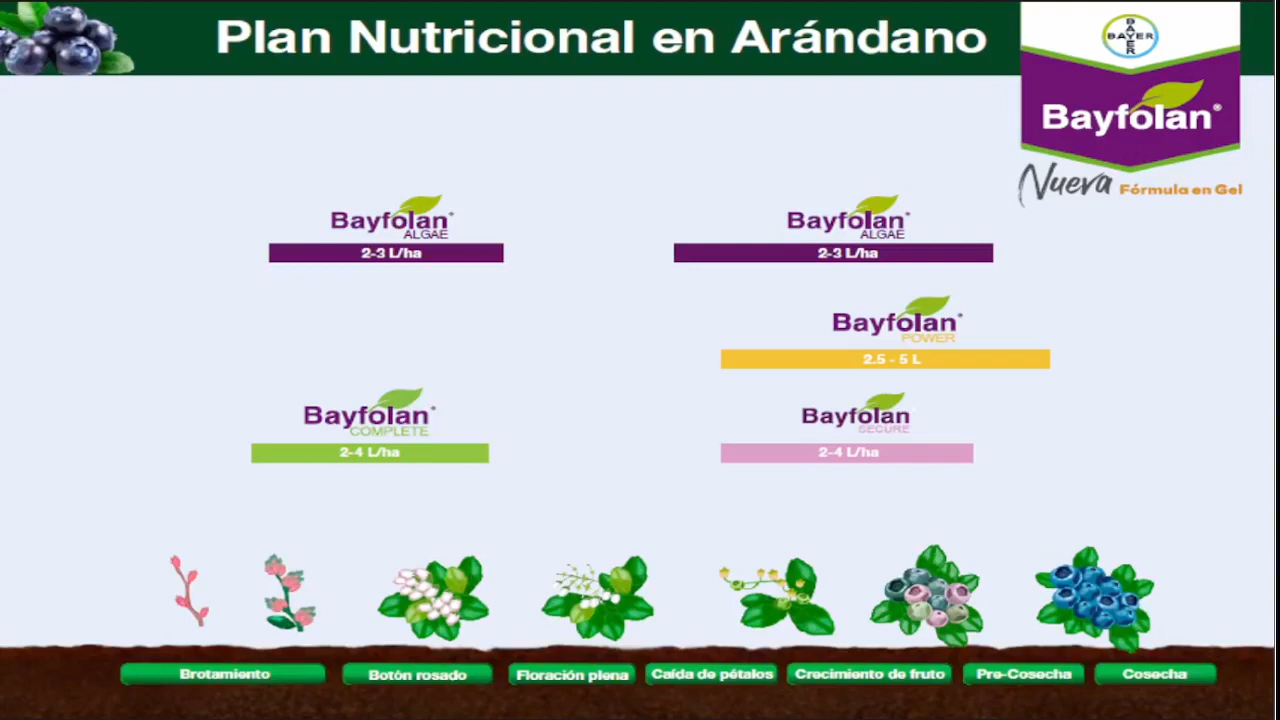 Plan Nutricional en Arándano
BAYER
BAYER
Bayfolan®
Nueva Fórmula en Gel
Bayfolan®
ALGAE
2-3 L/ha
Bayfolan®
ALGAE
2-3 L/ha
Bayfolan®
POWER
2.5 - 5 L
Bayfolan®
COMPLETE
2-4 L/ha
Bayfolan
SECURE
2-4 L/ha
Brotamiento
Botón rosado
Floración plena
Caída de pétalos
Crecimiento de fruto
Pre-Cosecha
Cosecha